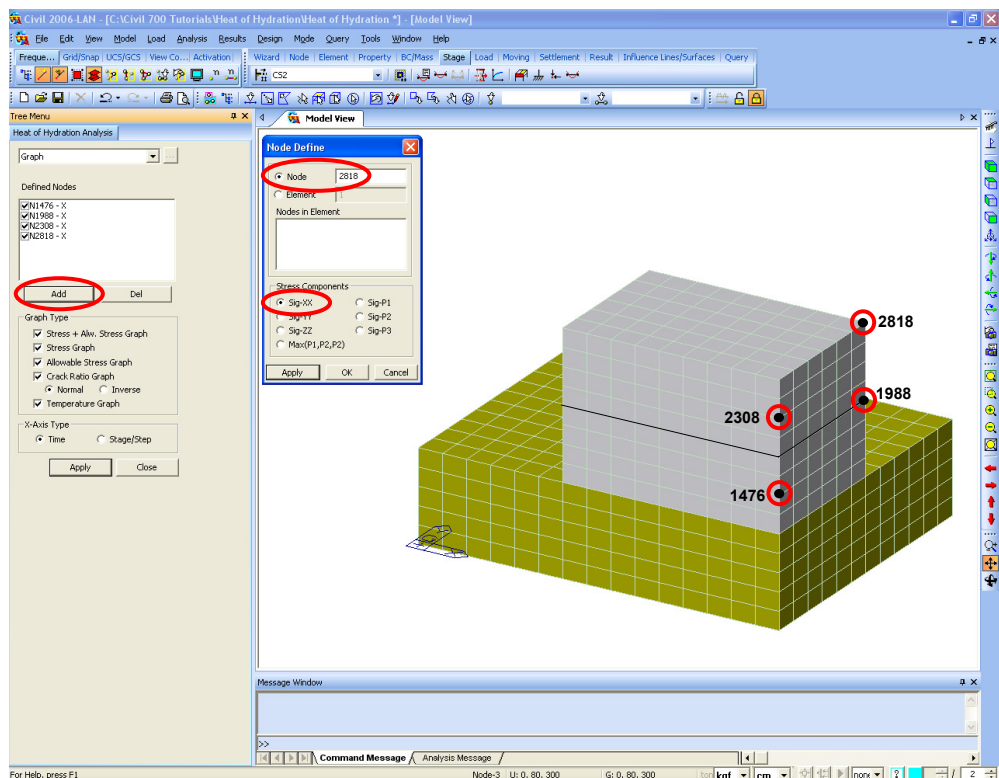 Civil 2006-LAN - [C:\Civil 700 Tutorials\Heat of Hydration\Heat of Hydration *] - [Model View]
File Edit View Model Load Analysis Results Design Mode Query Tools Window Help
Freque... Grid/Snap UCS/GCS View Co... Activation Wizard Node Element Property BC/Mass Stage Load Moving Settlement Result Influence Lines/Surfaces Query
CS2
Tree Menu
Heat of Hydration Analysis
Graph
Defined Nodes
N1476 - X
N1988 - X
N2308 - X
N2818 - X
Add Del
Graph Type
Stress + Alw. Stress Graph
Stress Graph
Allowable Stress Graph
Crack Ratio Graph
Normal Inverse
Temperature Graph
X-Axis Type
Time Stage/Step
Apply Close
Model View
Node Define
Node 2818
Element 1
Nodes in Element
Stress Components
Sig-XX Sig-P1
Sig-YY Sig-P2
Sig-ZZ Sig-P3
Max(P1,P2,P2)
Apply OK Cancel
2818
1988
2308
1476
Message Window
>>
Command Message Analysis Message
For Help, press F1
Node-3 U: 0, 80, 300 G: 0, 80, 300 ton kgf cm none ? / 2